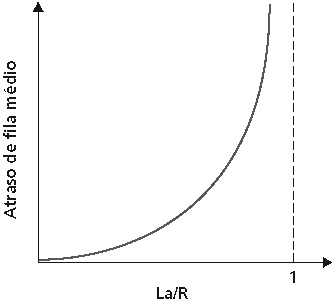 Atraso de fila médio
1
La/R